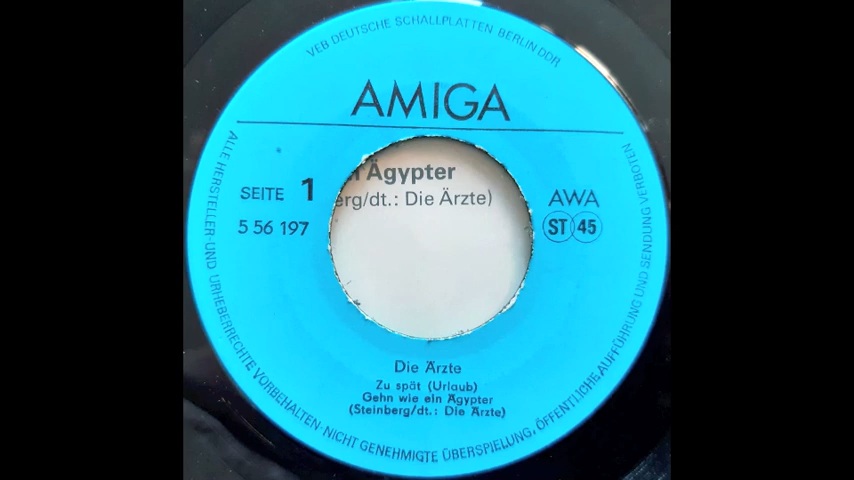 VEB DEUTSCHE SCHALLPLATTEN BERLIN DDR
AMIGA
Ägypter
erg/dt.: Die Ärzte)
SEITE 1
5 56 197
AWA
ST 45
Die Ärzte
Zu spät (Urlaub)
Gehn wie ein Ägypter
(Steinberg/dt.: Die Ärzte)
ALLE HERSTELLER-UND URHEBERRECHTE VORBEHALTEN-NICHT GENEHMIGTE ÜBERSPIELUNG, ÖFFENTLICHE AUFFÜHRUNG UND SENDUNG VERBOTEN